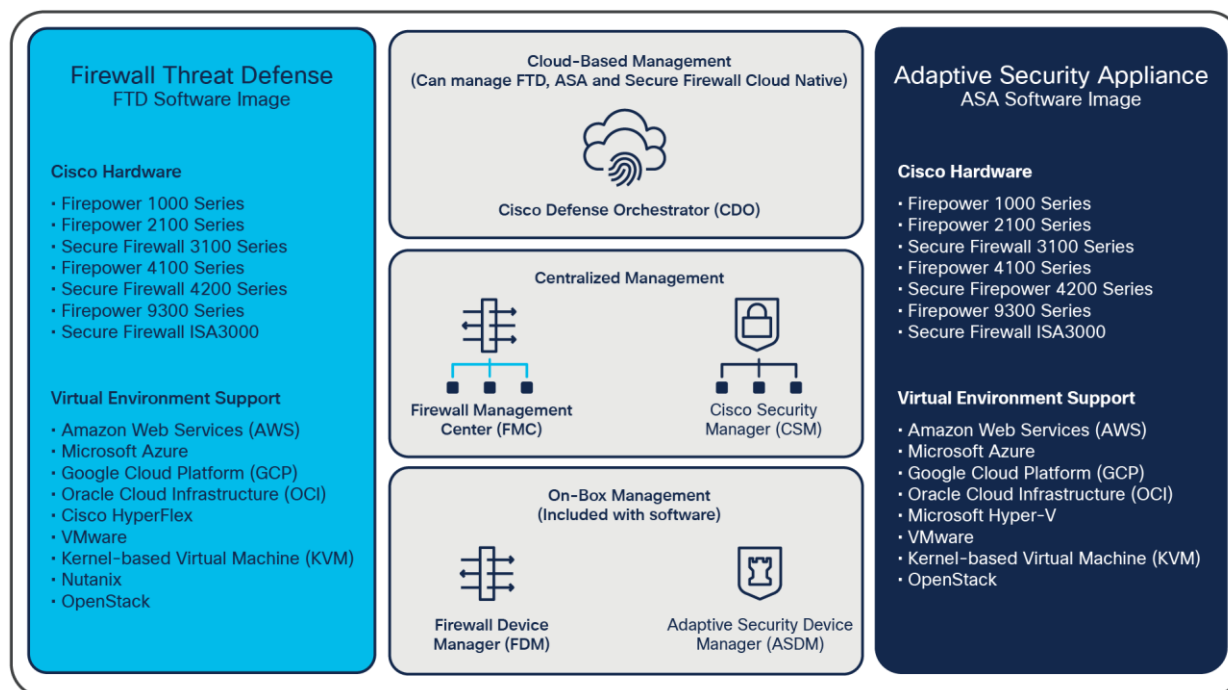 Firewall Threat Defense
FTD Software Image
Cisco Hardware
· Firepower 1000 Series
· Firepower 2100 Series
· Secure Firewall 3100 Series
· Firepower 4100 Series
· Secure Firewall 4200 Series
· Firepower 9300 Series
· Secure Firewall ISA3000
Virtual Environment Support
· Amazon Web Services (AWS)
· Microsoft Azure
· Google Cloud Platform (GCP)
· Oracle Cloud Infrastructure (OCI)
· Cisco HyperFlex
· VMware
· Kernel-based Virtual Machine (KVM)
· Nutanix
· OpenStack
Cloud-Based Management
(Can manage FTD, ASA and Secure Firewall Cloud Native)
Cisco Defense Orchestrator (CDO)
Centralized Management
Firewall Management
Center (FMC)
Cisco Security
Manager (CSM)
On-Box Management
(Included with software)
Firewall Device
Manager (FDM)
Adaptive Security Device
Manager (ASDM)
Adaptive Security Appliance
ASA Software Image
Cisco Hardware
· Firepower 1000 Series
· Firepower 2100 Series
· Secure Firewall 3100 Series
· Firepower 4100 Series
· Secure Firepower 4200 Series
· Firepower 9300 Series
· Secure Firewall ISA3000
Virtual Environment Support
· Amazon Web Services (AWS)
· Microsoft Azure
· Google Cloud Platform (GCP)
· Oracle Cloud Infrastructure (OCI)
· Microsoft Hyper-V
· VMware
· Kernel-based Virtual Machine (KVM)
· OpenStack